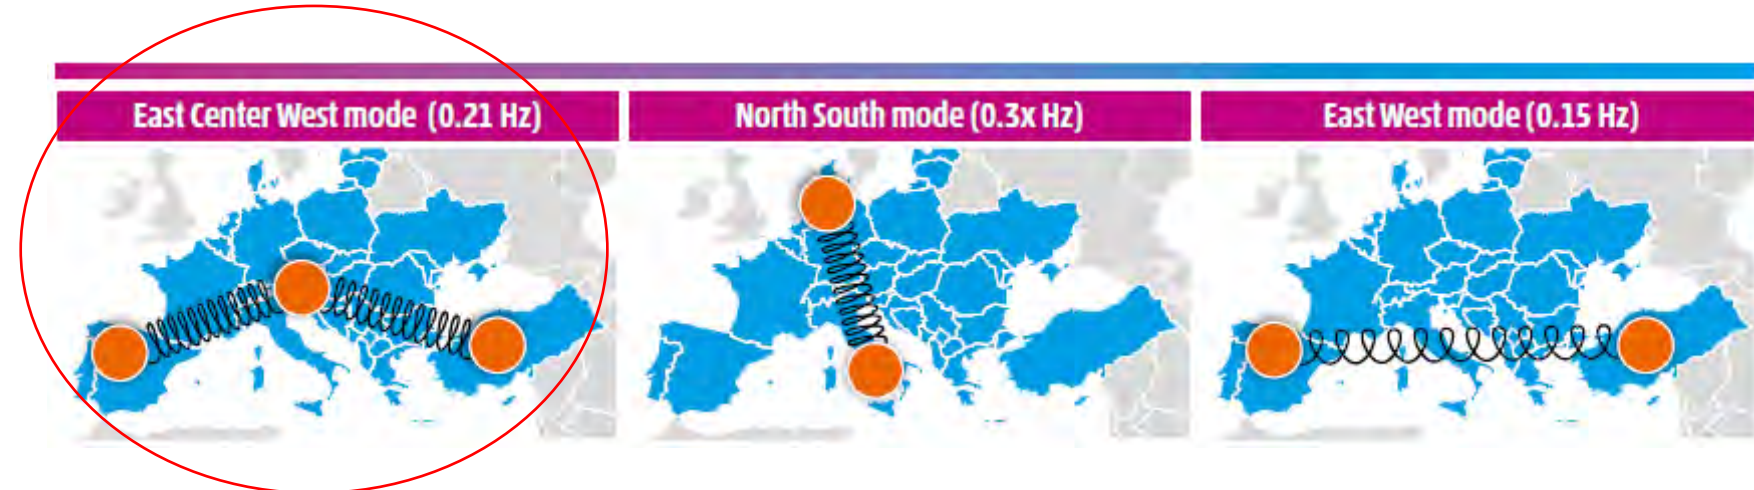 East Center West mode (0.21 Hz)
North South mode (0.3x Hz)
East West mode (0.15 Hz)